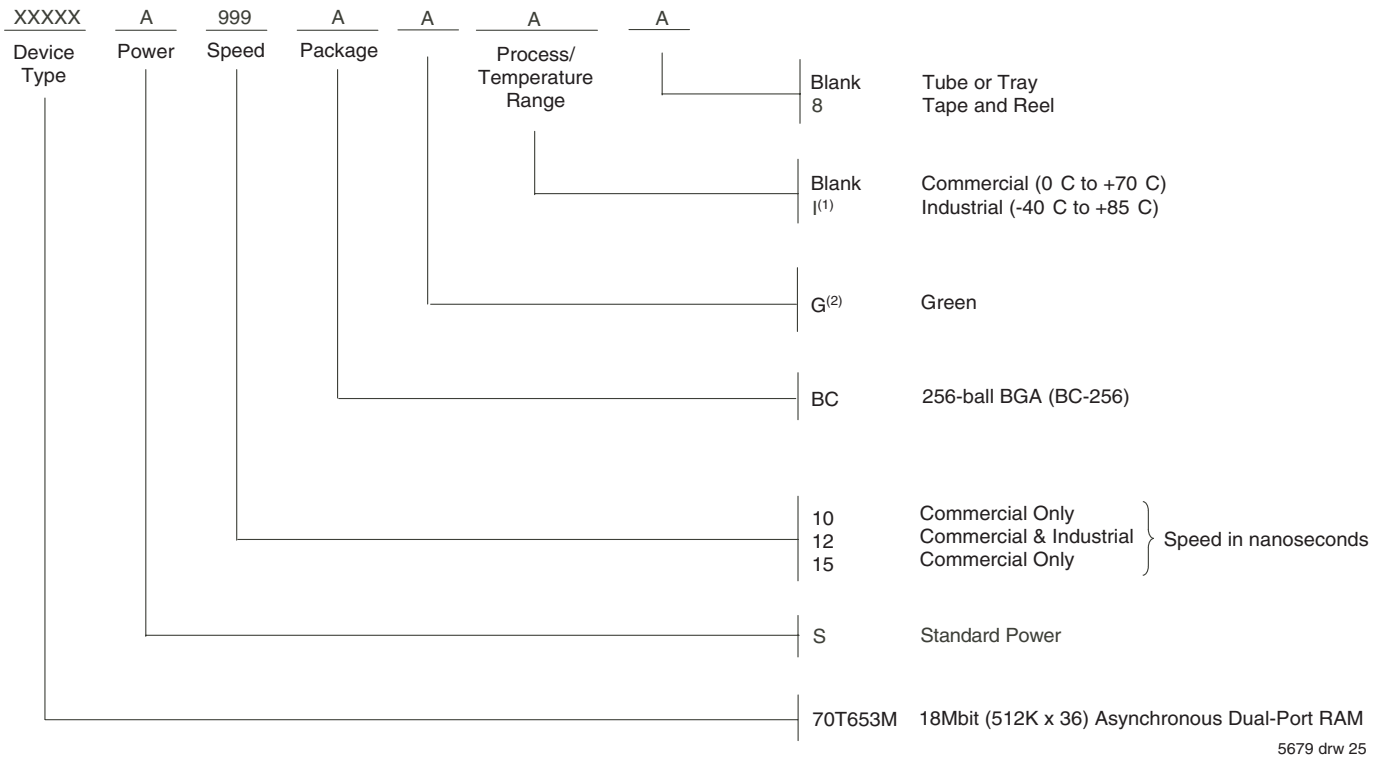 XXXXX A 999 A A A A
Device Type
Power
Speed
Package
Process/
Temperature
Range
Blank Tube or Tray
8 Tape and Reel
Blank Commercial (0 C to +70 C)
I(1) Industrial (-40 C to +85 C)
G(2) Green
BC 256-ball BGA (BC-256)
10 Commercial Only
12 Commercial & Industrial
15 Commercial Only
Speed in nanoseconds
S Standard Power
70T653M 18Mbit (512K x 36) Asynchronous Dual-Port RAM
5679 drw 25